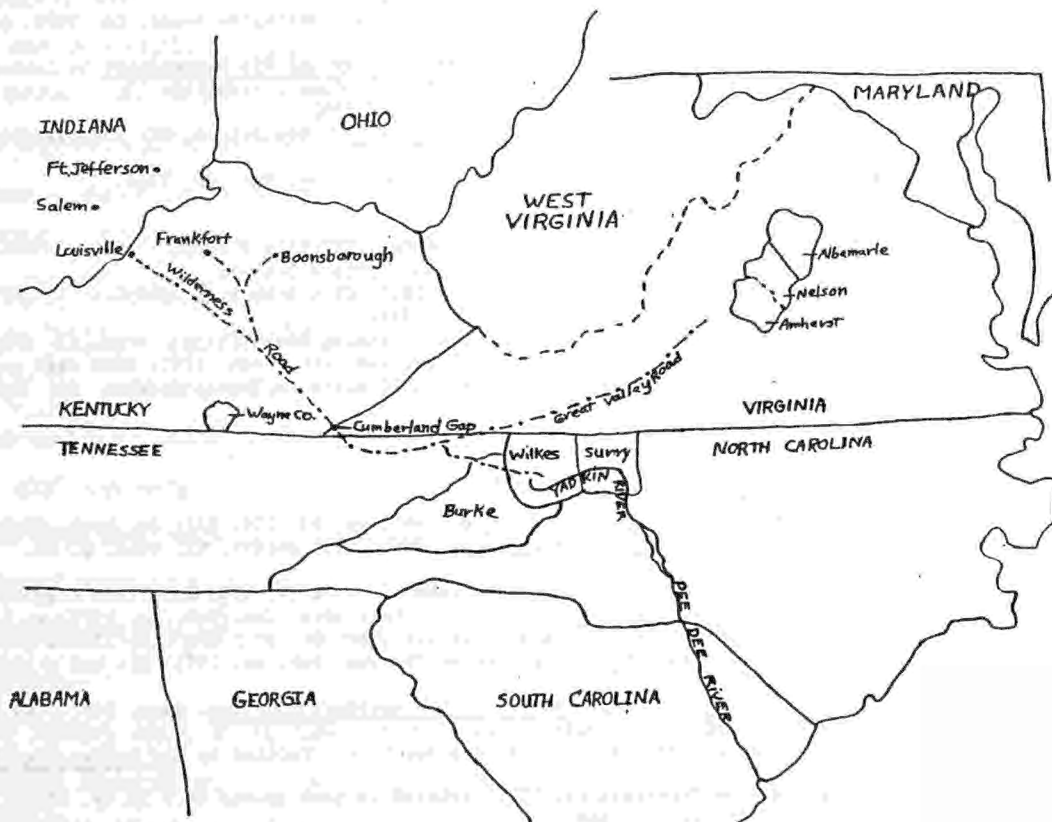 MARYLAND
INDIANA
OHIO
Ft. Jefferson
WEST
VIRGINIA
Salem
Frankfort
Louisville
Boonsborough
Albamarle
Wilderness
Nelson
Amherst
Road
Great Valley Road
KENTUCKY
Wayne Co.
Cumberland Gap
VIRGINIA
TENNESSEE
Wilkes
Surry
NORTH CAROLINA
YADKIN RIVER
Burke
PEE DEE RIVER
ALABAMA
GEORGIA
SOUTH CAROLINA